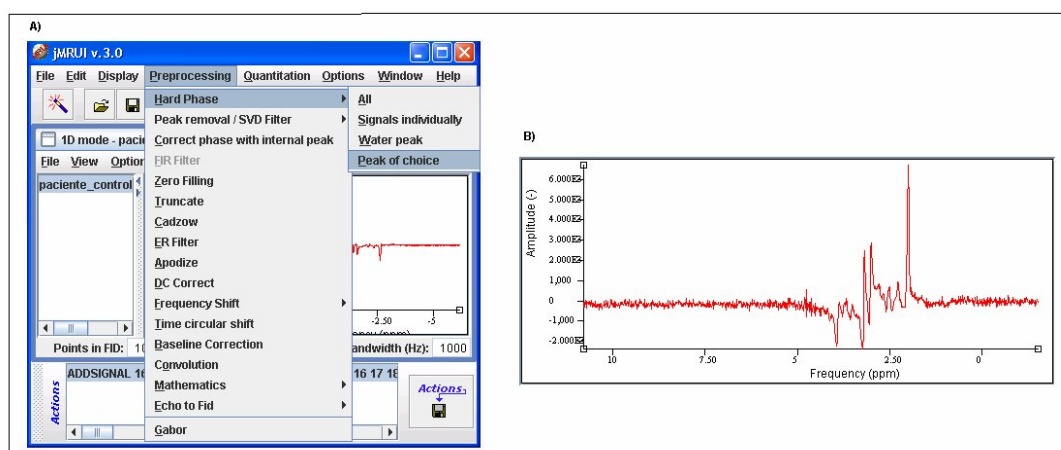 A)
jMRUI v.3.0
File Edit Display Preprocessing Quantitation Options Window Help
Hard Phase
All
Peak removal / SVD Filter
Signals individually
1D mode - pacie
Correct phase with internal peak
Water peak
File View Option
FIR Filter
Peak of choice
paciente_control
Zero Filling
Truncate
Cadzow
ER Filter
Apodize
DC Correct
Frequency Shift
Time circular shift
-2.50 -5
Baseline Correction
Points in FID: 10
andwidth (Hz): 1000
Convolution
ADDSIGNAL 16
16 17 18
Mathematics
Actions
Echo to Fid
Actions
Gabor
B)
Amplitude (-)
6.000E3
5.000E3
4.000E3
3.000E3
2.000E3
1,000
0
-1,000
-2.000E3
10 7.50 5 2.50 0
Frequency (ppm)